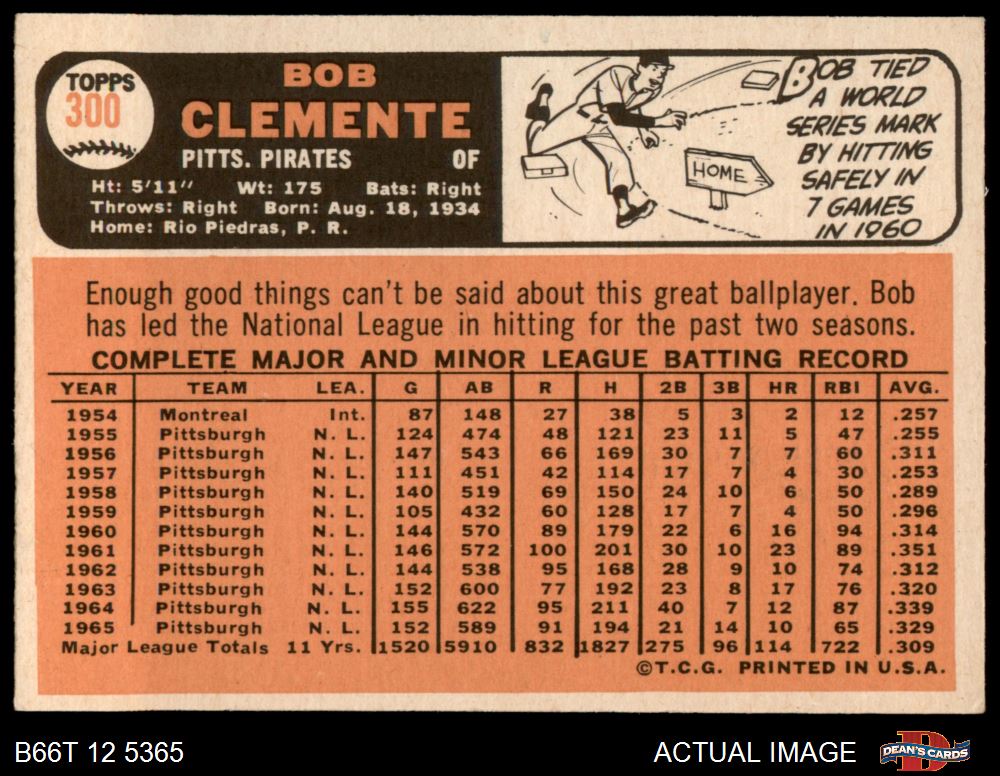 TOPPS
300
BOB
CLEMENTE
PITTS. PIRATES OF
Ht: 5'11" Wt: 175 Bats: Right
Throws: Right Born: Aug. 18, 1934
Home: Rio Piedras, P. R.
HOME
BOB TIED
A WORLD
SERIES MARK
BY HITTING
SAFELY IN
7 GAMES
IN 1960
Enough good things can't be said about this great ballplayer. Bob
has led the National League in hitting for the past two seasons.
COMPLETE MAJOR AND MINOR LEAGUE BATTING RECORD
YEAR TEAM LEA. G AB R H 2B 3B HR RBI AVG.
1954 Montreal Int. 87 148 27 38 5 3 2 12 .257
1955 Pittsburgh N. L. 124 474 48 121 23 11 5 47 .255
1956 Pittsburgh N. L. 147 543 66 169 30 7 7 60 .311
1957 Pittsburgh N. L. 111 451 42 114 17 7 4 30 .253
1958 Pittsburgh N. L. 140 519 69 150 24 10 6 50 .289
1959 Pittsburgh N. L. 105 432 60 128 17 7 4 50 .296
1960 Pittsburgh N. L. 144 570 89 179 22 6 16 94 .314
1961 Pittsburgh N. L. 146 572 100 201 30 10 23 89 .351
1962 Pittsburgh N. L. 144 538 95 168 28 9 10 74 .312
1963 Pittsburgh N. L. 152 600 77 192 23 8 17 76 .320
1964 Pittsburgh N. L. 155 622 95 211 40 7 12 87 .339
1965 Pittsburgh N. L. 152 589 91 194 21 14 10 65 .329
Major League Totals 11 Yrs. 1520 5910 832 1827 275 96 114 722 .309
©T.C.G. PRINTED IN U.S.A.
B66T 12 5365 ACTUAL IMAGE
D
DEAN'S CARDS